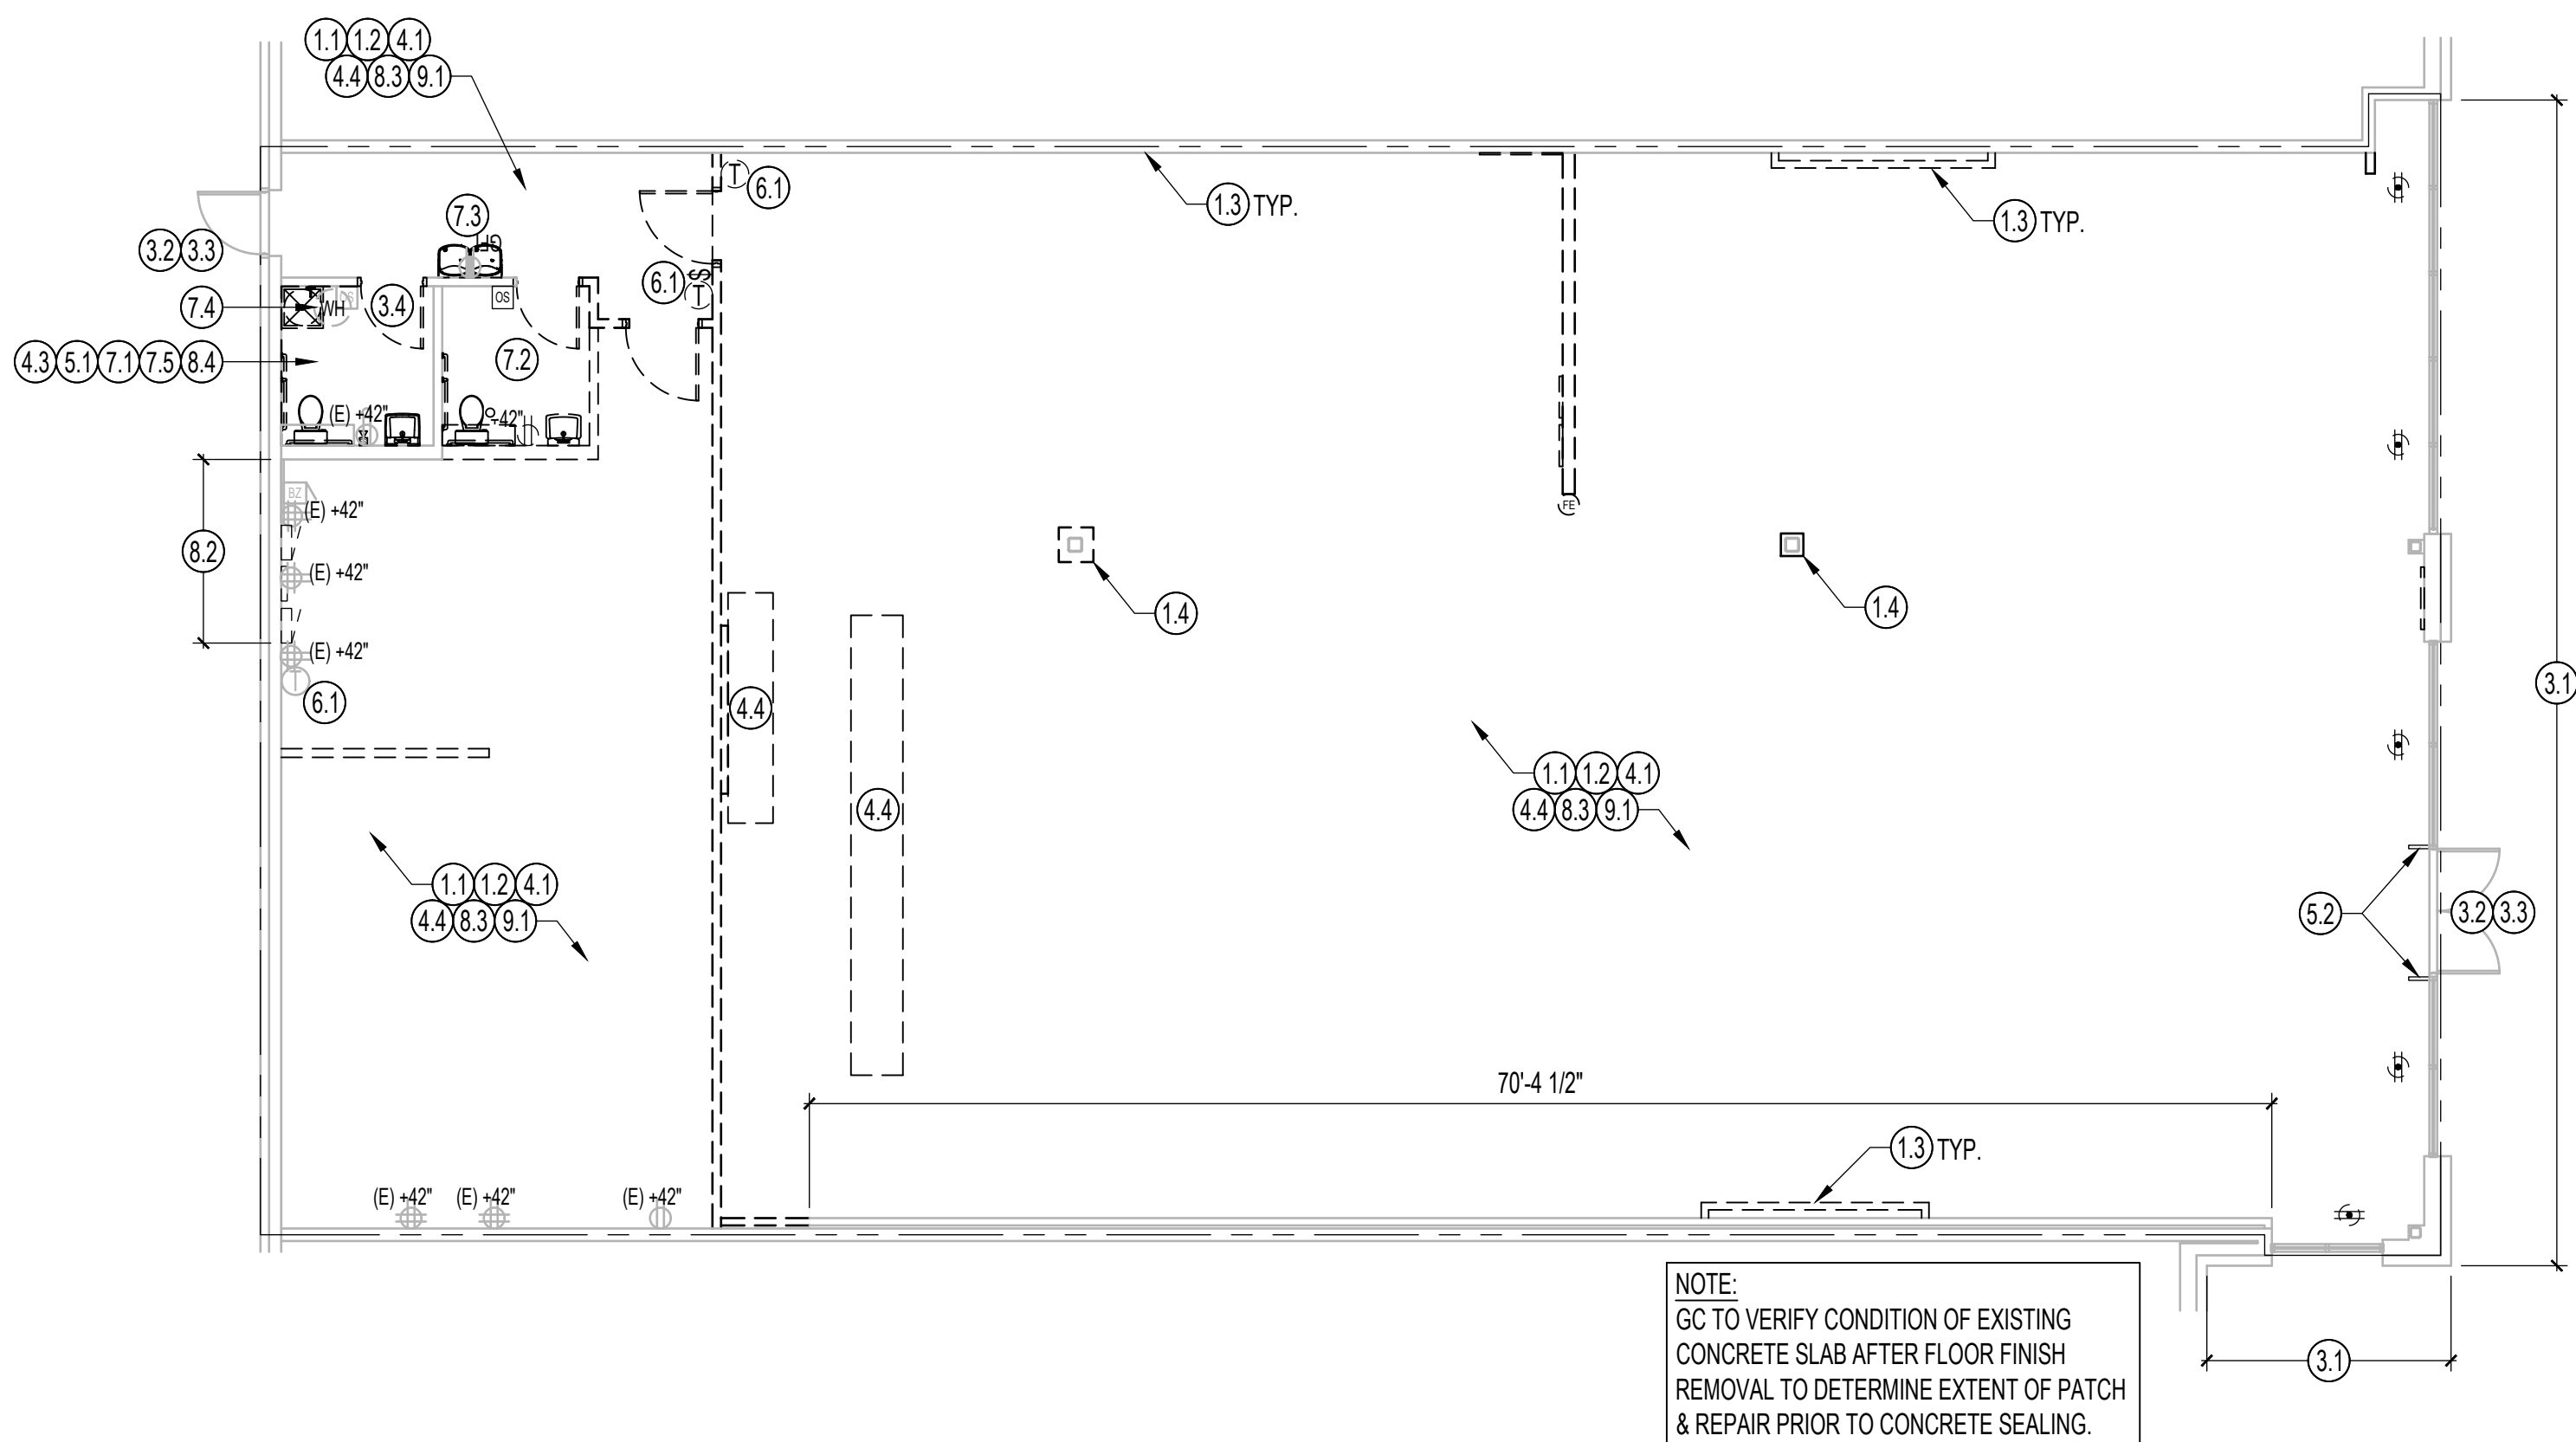 1.1 1.2 4.1
4.4 8.3 9.1
6.1
7.3
GFI
1.3 TYP.
1.3 TYP.
3.2 3.3
6.1
S
T
T
7.4
WH
OS
3.4
OS
4.3 5.1 7.1 7.5 8.4
7.2
(E) +42"
+42"
BZ
(E) +42"
FE
8.2
(E) +42"
1.4
1.4
(E) +42"
T
6.1
3.1
4.4
1.1 1.2 4.1
4.4 8.3 9.1
4.4
1.1 1.2 4.1
4.4 8.3 9.1
5.2
3.2 3.3
70'-4 1/2"
1.3 TYP.
(E) +42"
(E) +42"
(E) +42"
NOTE:
GC TO VERIFY CONDITION OF EXISTING
CONCRETE SLAB AFTER FLOOR FINISH
REMOVAL TO DETERMINE EXTENT OF PATCH
& REPAIR PRIOR TO CONCRETE SEALING.
3.1